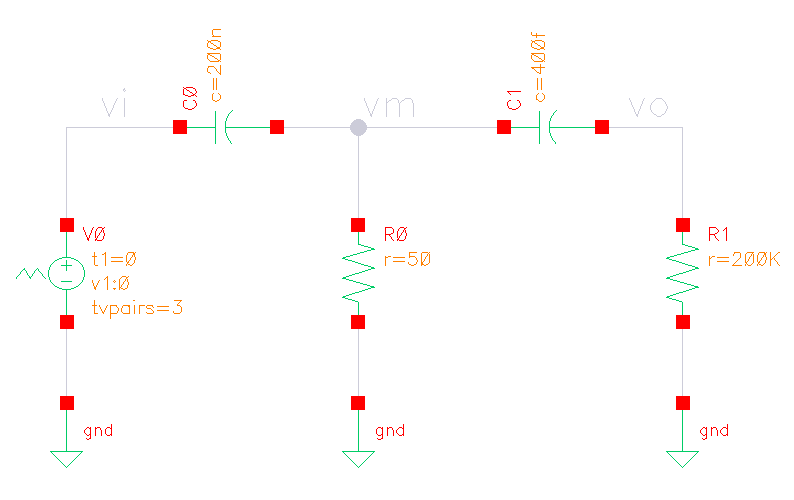 vi
C0
c=200n
vm
C1
c=400f
vo
V0
t1=0
v1:0
tvpairs=3
R0
r=50
R1
r=200K
gnd
gnd
gnd